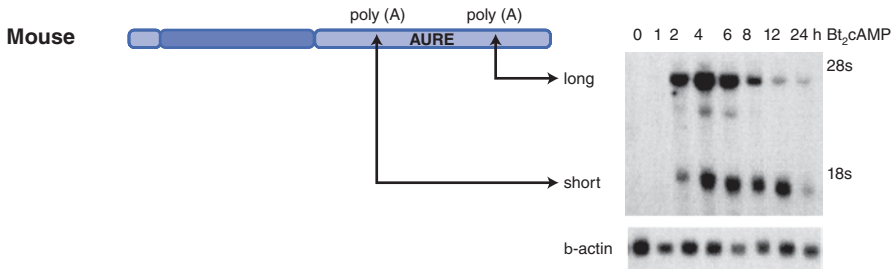 poly (A) poly (A)
Mouse AURE 0 1 2 4 6 8 12 24 h Bt₂cAMP
28s
long
18s
short
b-actin